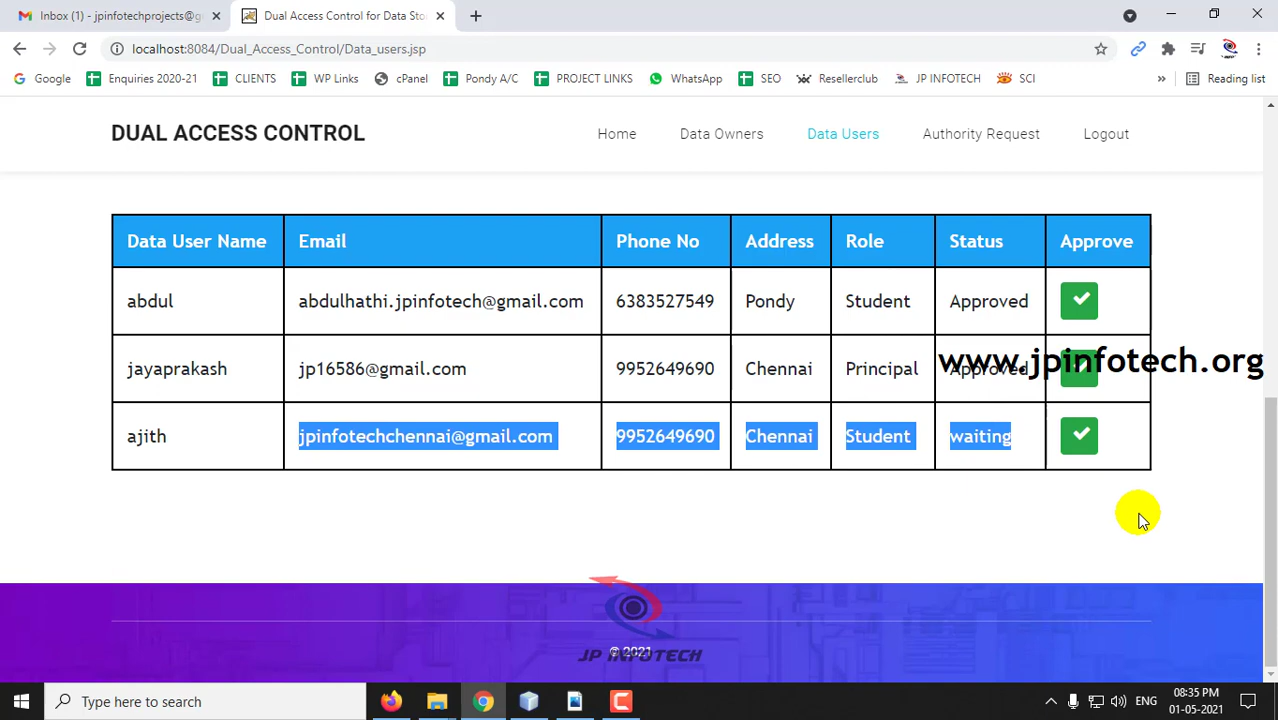 Inbox (1) - jpinfotechprojects@g
Dual Access Control for Data Sto
localhost:8084/Dual_Access_Control/Data_users.jsp
Google Enquiries 2020-21 CLIENTS WP Links cPanel Pondy A/C PROJECT LINKS WhatsApp SEO Resellerclub JP INFOTECH SCI » Reading list
DUAL ACCESS CONTROL Home Data Owners Data Users Authority Request Logout
Data User Name Email Phone No Address Role Status Approve
abdul abdulhathi.jpinfotech@gmail.com 6383527549 Pondy Student Approved
jayaprakash jp16586@gmail.com 9952649690 Chennai Principal Approved
www.jpinfotech.org
ajith jpinfotechchennai@gmail.com 9952649690 Chennai Student waiting
© 2021
JP INFOTECH
Type here to search
ENG
08:35 PM
01-05-2021